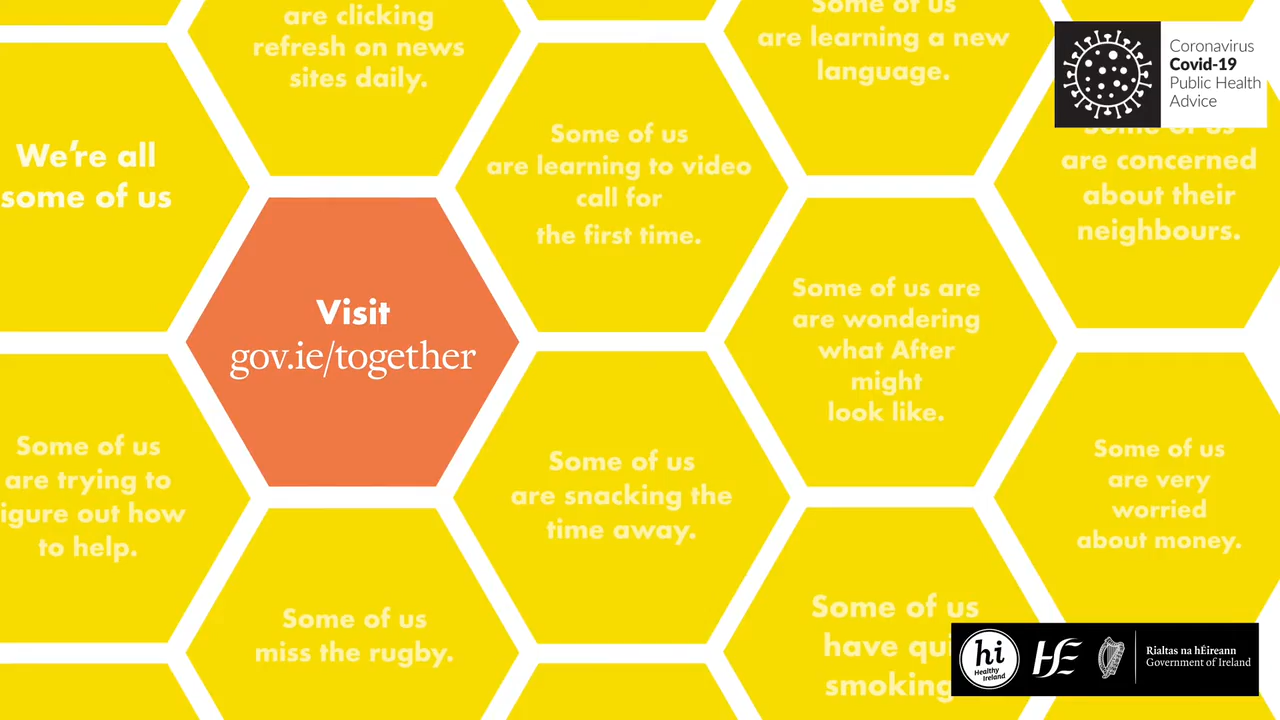 are clicking
refresh on news
sites daily.
Some of us
are learning a new
language.
Coronavirus
Covid-19
Public Health
Advice
We're all
some of us
Some of us
are learning to video
call for
the first time.
Some of us
are concerned
about their
neighbours.
Visit
gov.ie/together
Some of us are
are wondering
what After
might
look like.
Some of us
are trying to
igure out how
to help.
Some of us
are snacking the
time away.
Some of us
are very
worried
about money.
Some of us
miss the rugby.
Some of us
have qui
smoking
hi
Healthy
Ireland
HSE
Rialtas na hÉireann
Government of Ireland